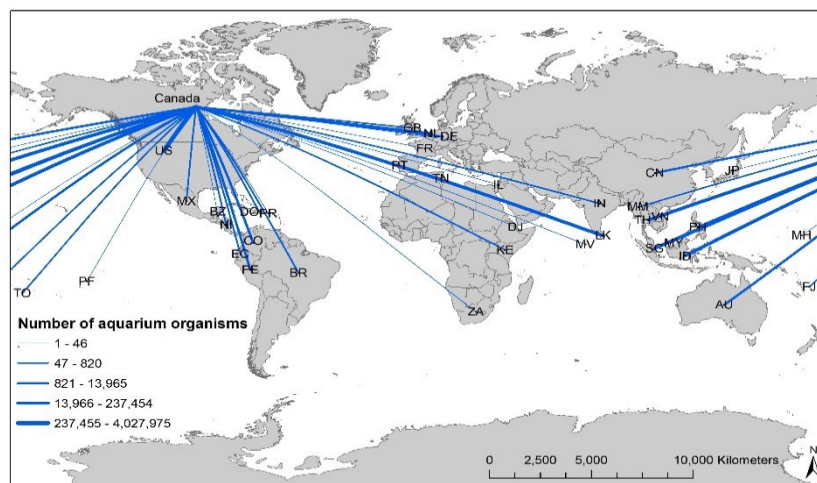 Canada
GB NL DE
FR
US
PT
TN
IL
CN
JP
MX
IN
MM
BZ
DO PR
NI
TH VN
DJ
PH
CO
LK
MH
EC
KE
MV
SG MY
PE
BR
ID
PF
TO
FJ
ZA
AU
Number of aquarium organisms
1 - 46
47 - 820
821 - 13,965
13,966 - 237,454
237,455 - 4,027,975
0 2,500 5,000 10,000 Kilometers
N